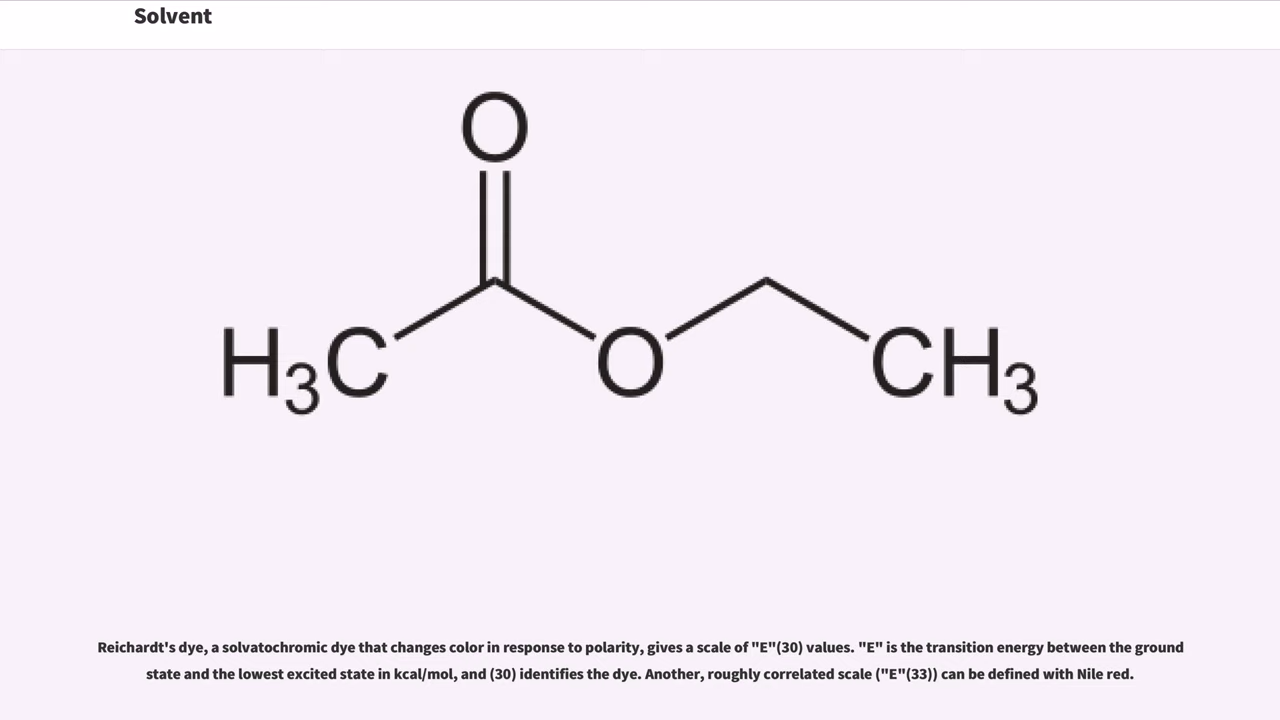 Solvent
O
H3C O CH3
Reichardt's dye, a solvatochromic dye that changes color in response to polarity, gives a scale of "E"(30) values. "E" is the transition energy between the ground
state and the lowest excited state in kcal/mol, and (30) identifies the dye. Another, roughly correlated scale ("E"(33)) can be defined with Nile red.